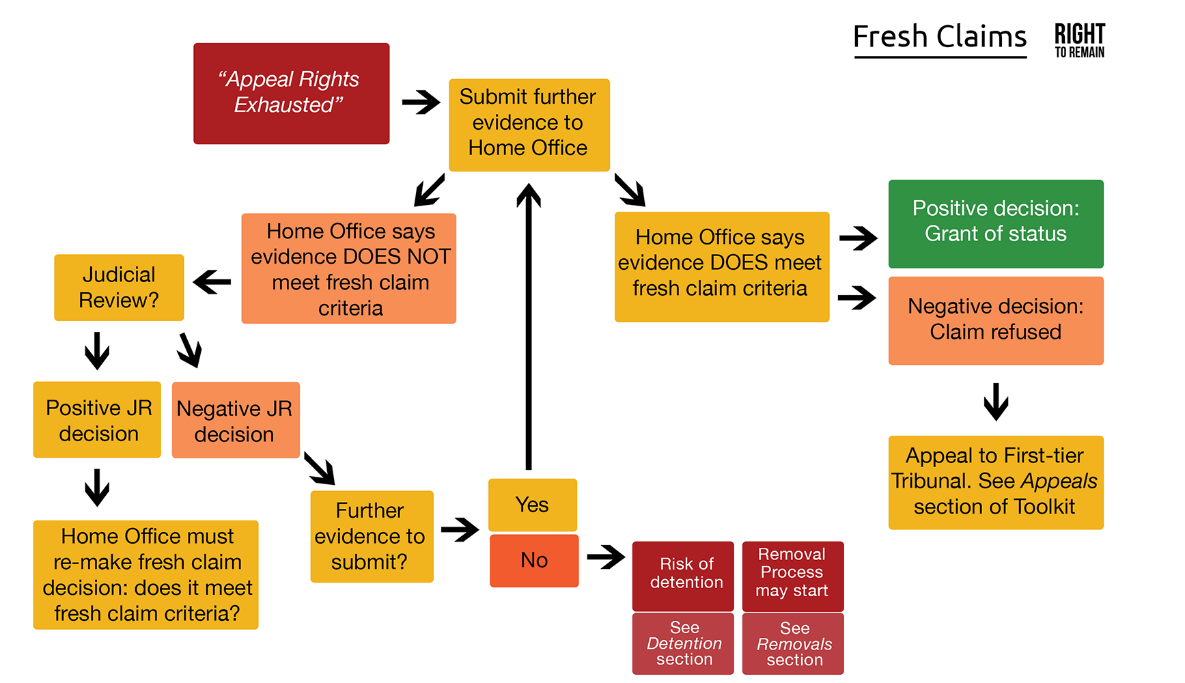 Fresh Claims
RIGHT
TO REMAIN
“Appeal Rights
Exhausted”
Submit further
evidence to
Home Office
Home Office says
evidence DOES NOT
meet fresh claim
criteria
Home Office says
evidence DOES meet
fresh claim criteria
Positive decision:
Grant of status
Negative decision:
Claim refused
Appeal to First-tier
Tribunal. See Appeals
section of Toolkit
Judicial
Review?
Positive JR
decision
Negative JR
decision
Home Office must
re-make fresh claim
decision: does it meet
fresh claim criteria?
Further
evidence to
submit?
Yes
No
Risk of
detention
See
Detention
section
Removal
Process
may start
See
Removals
section